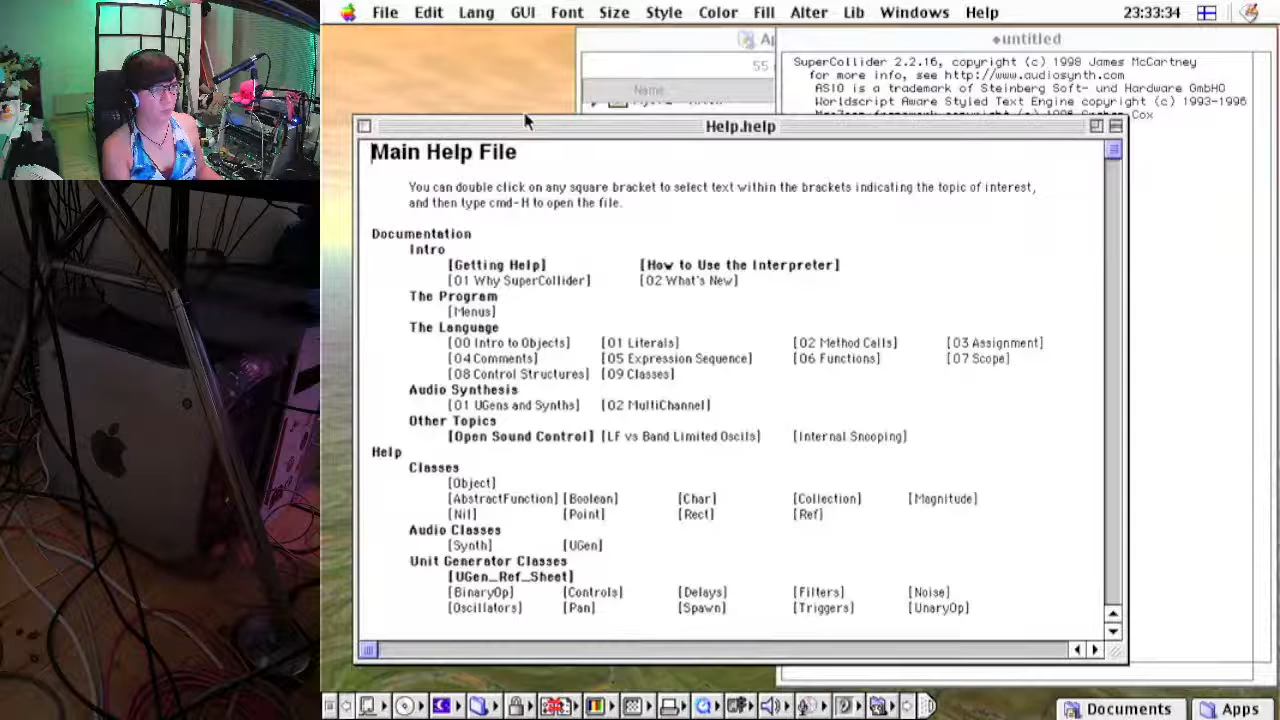 File Edit Lang GUI Font Size Style Color Fill Alter Lib Windows Help 23:33:34
untitled
55
Name
SuperCollider 2.2.16, copyright (c) 1998 James McCartney
for more info, see http://www.audiosynth.com
ASIO is a trademark of Steinberg Soft- und Hardware GmbHO
Worldscript Aware Styled Text Engine copyright (c) 1993-1996
Cox
Help.help
Main Help File
You can double click on any square bracket to select text within the brackets indicating the topic of interest,
and then type cmd-H to open the file.
Documentation
Intro
[Getting Help] [How to Use the Interpreter]
[01 Why SuperCollider] [02 What's New]
The Program
[Menus]
The Language
[00 Intro to Objects] [01 Literals] [02 Method Calls] [03 Assignment]
[04 Comments] [05 Expression Sequence] [06 Functions] [07 Scope]
[08 Control Structures] [09 Classes]
Audio Synthesis
[01 UGens and Synths] [02 MultiChannel]
Other Topics
[Open Sound Control] [LF vs Band Limited Oscils] [Internal Snooping]
Help
Classes
[Object]
[AbstractFunction] [Boolean] [Char] [Collection] [Magnitude]
[Nil] [Point] [Rect] [Ref]
Audio Classes
[Synth] [UGen]
Unit Generator Classes
[UGen_Ref_Sheet]
[BinaryOp] [Controls] [Delays] [Filters] [Noise]
[Oscillators] [Pan] [Spawn] [Triggers] [UnaryOp]
Documents Apps